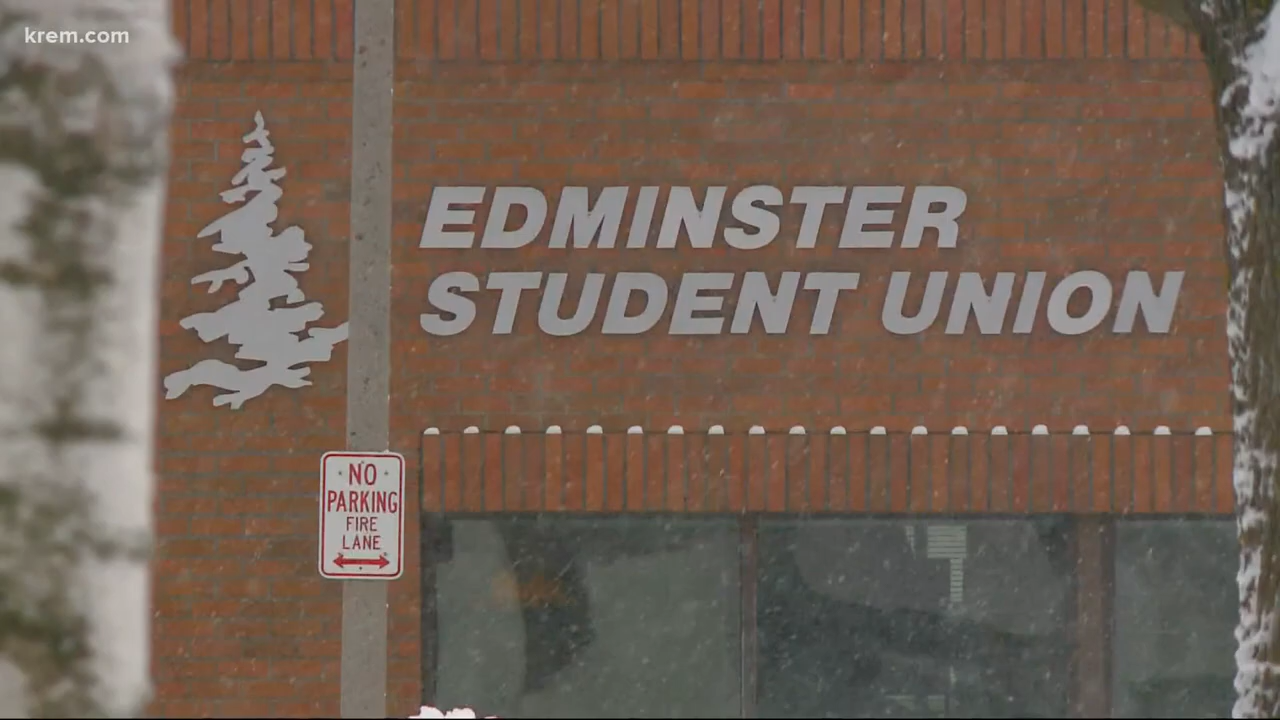 krem.com
EDMINSTER
STUDENT UNION
NO
PARKING
FIRE
LANE